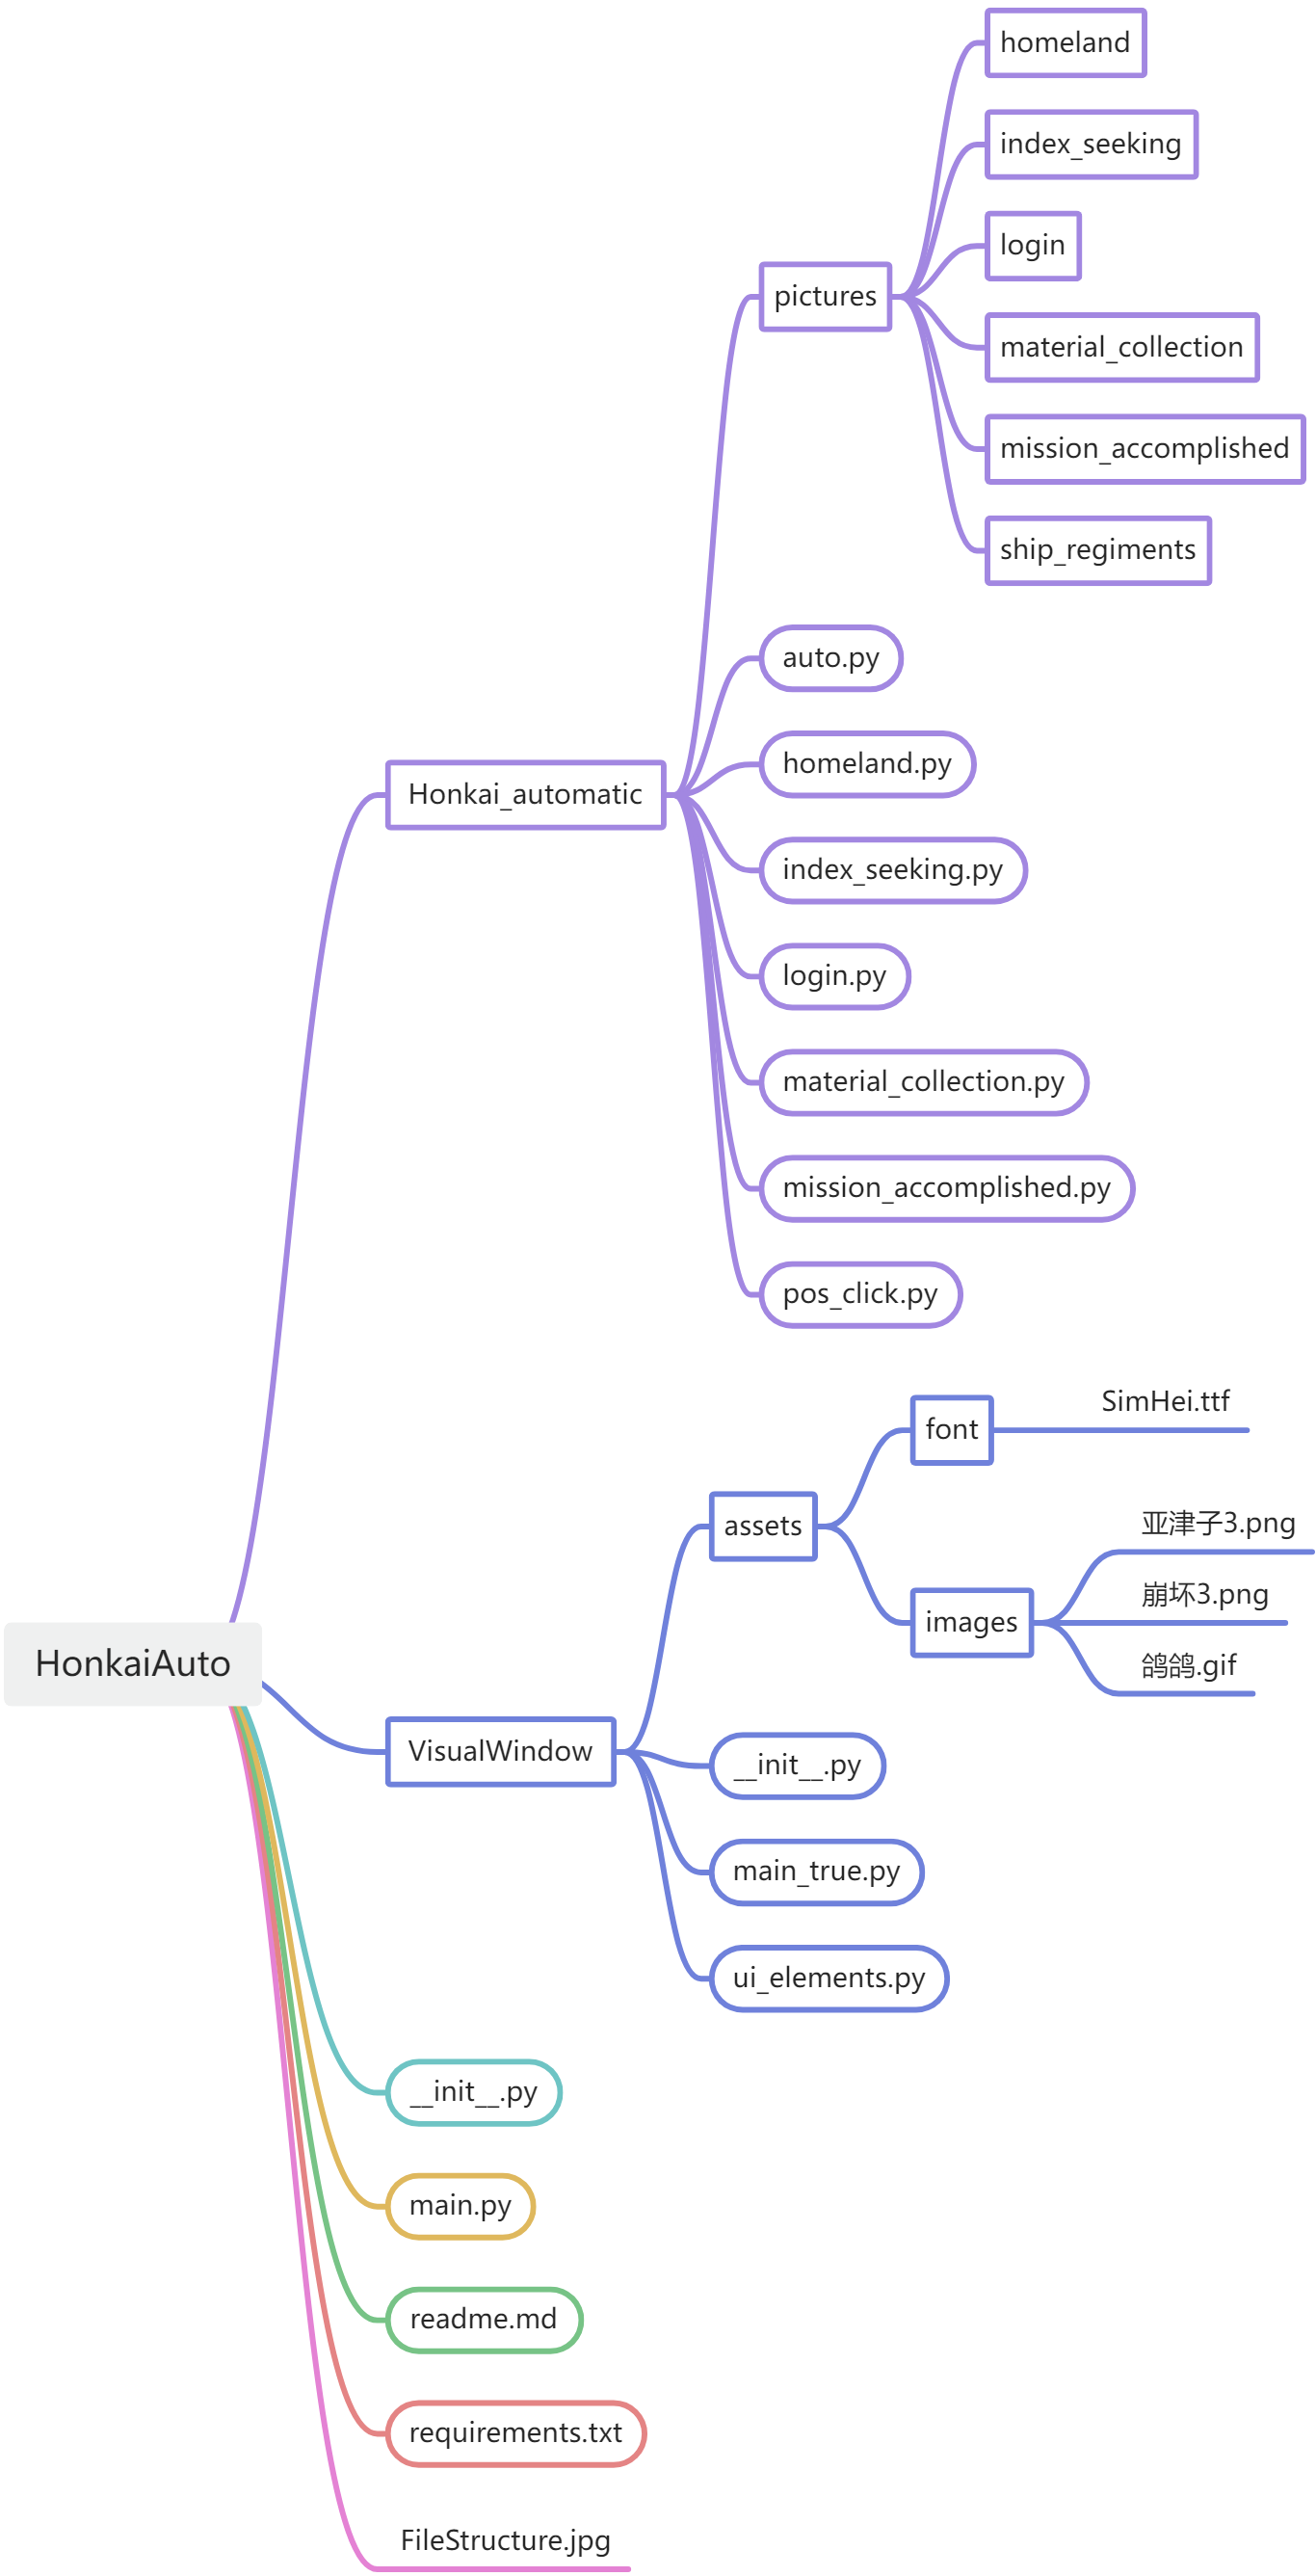 homeland
index_seeking
login
pictures
material_collection
mission_accomplished
ship_regiments
auto.py
homeland.py
Honkai_automatic
index_seeking.py
login.py
material_collection.py
mission_accomplished.py
pos_click.py
SimHei.ttf
font
assets
亚津子3.png
崩坏3.png
images
鸽鸽.gif
HonkaiAuto
VisualWindow
__init__.py
main_true.py
ui_elements.py
__init__.py
main.py
readme.md
requirements.txt
FileStructure.jpg